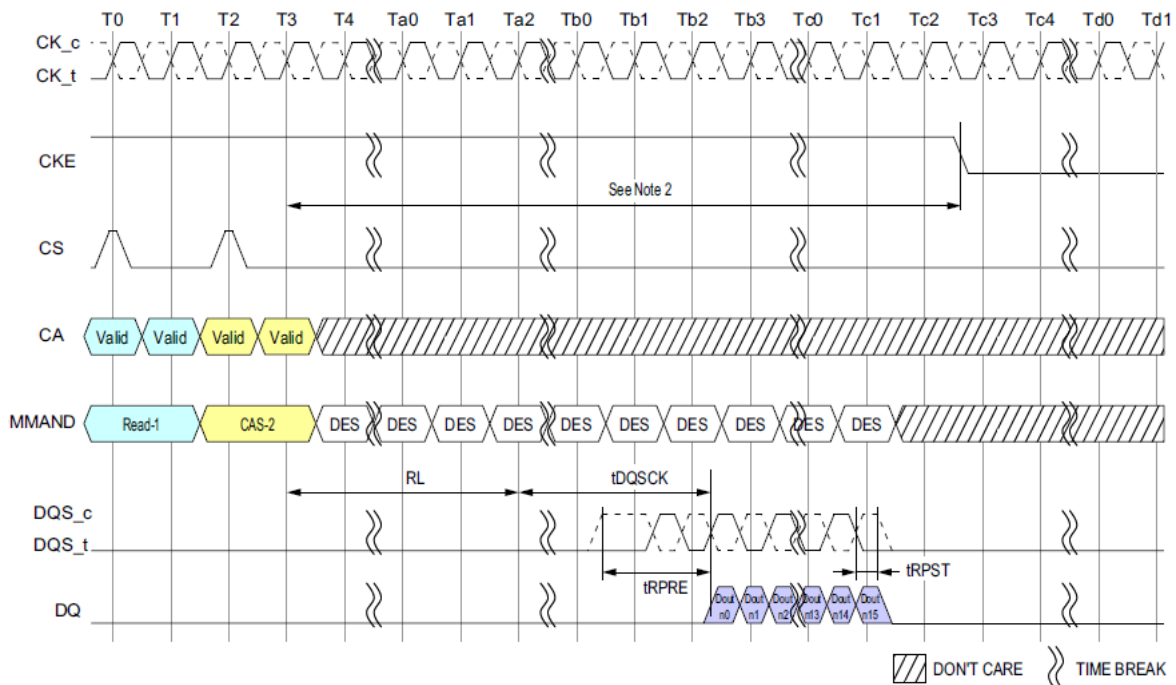 T0 T1 T2 T3 T4 Ta0 Ta1 Ta2 Tb0 Tb1 Tb2 Tb3 Tc0 Tc1 Tc2 Tc3 Tc4 Td0 Td1
CK_c
CK_t
CKE
See Note 2
CS
CA Valid Valid Valid Valid
MMAND Read-1 CAS-2 DES DES DES DES DES DES DES DES DES DES
RL tDQSCK
DQS_c
DQS_t
tRPRE tRPST
DQ Dout n0 Dout n1 Dout n2 Dout n13 Dout n14 Dout n15
DON'T CARE TIME BREAK